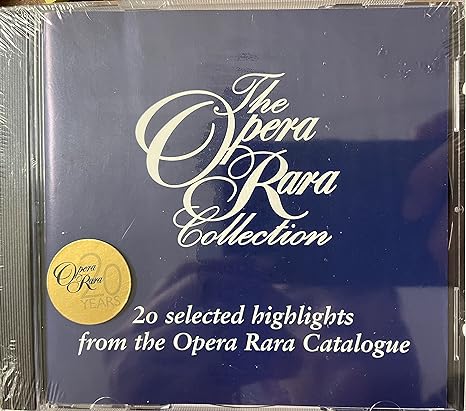 The
Opera
Rara
Collection
Opera
Rara
20
YEARS
20 selected highlights
from the Opera Rara Catalogue